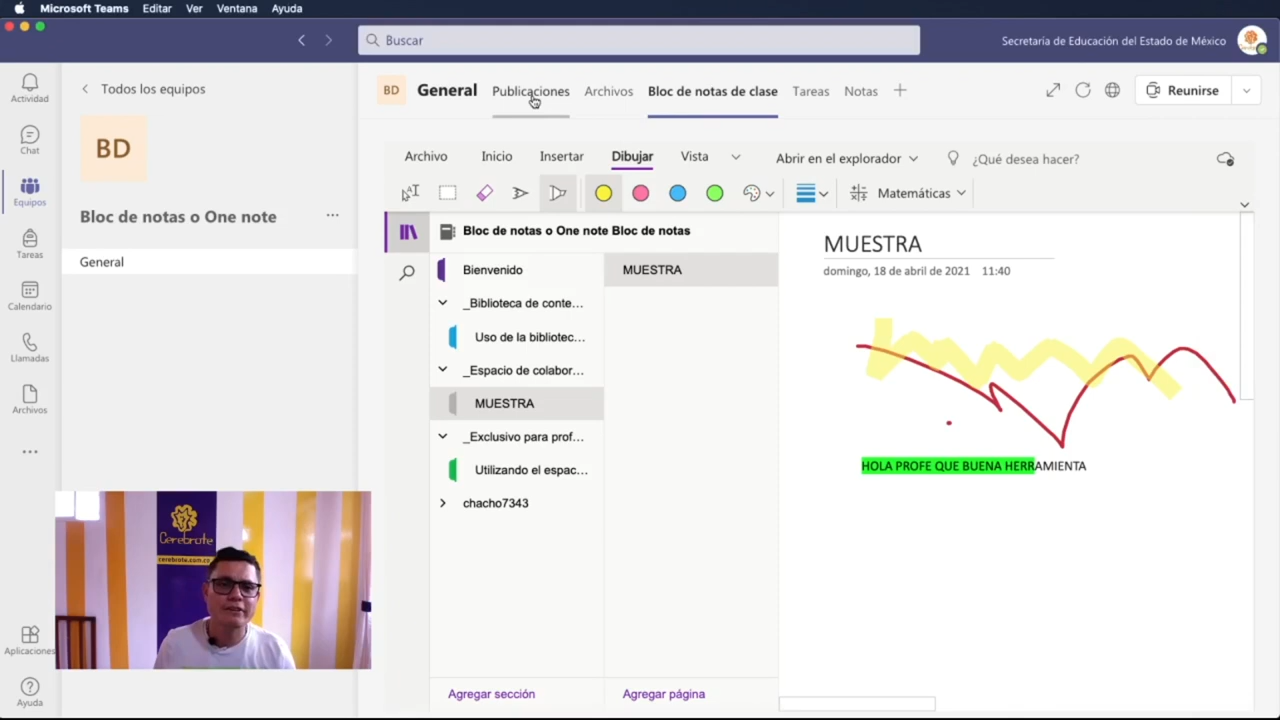 Microsoft Teams Editar Ver Ventana Ayuda
Buscar
Secretaría de Educación del Estado de México
Actividad
Chat
Equipos
Tareas
Calendario
Llamadas
Archivos
Aplicaciones
Ayuda
Todos los equipos
BD
Bloc de notas o One note
General
BD General Publicaciones Archivos Bloc de notas de clase Tareas Notas
Reunirse
Archivo Inicio Insertar Dibujar Vista Abrir en el explorador ¿Qué desea hacer?
Matemáticas
Bloc de notas o One note Bloc de notas
Bienvenido
_Biblioteca de conte...
Uso de la bibliotec...
_Espacio de colabor...
MUESTRA
_Exclusivo para prof...
Utilizando el espac...
chacho7343
Agregar sección
MUESTRA
Agregar página
MUESTRA
domingo, 18 de abril de 2021 11:40
HOLA PROFE QUE BUENA HERRAMIENTA
Cerebrote
cerebrote.com.co